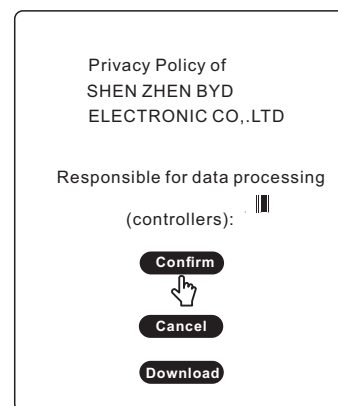 Privacy Policy of
SHEN ZHEN BYD
ELECTRONIC CO,.LTD
Responsible for data processing
(controllers):
Confirm
Cancel
Download